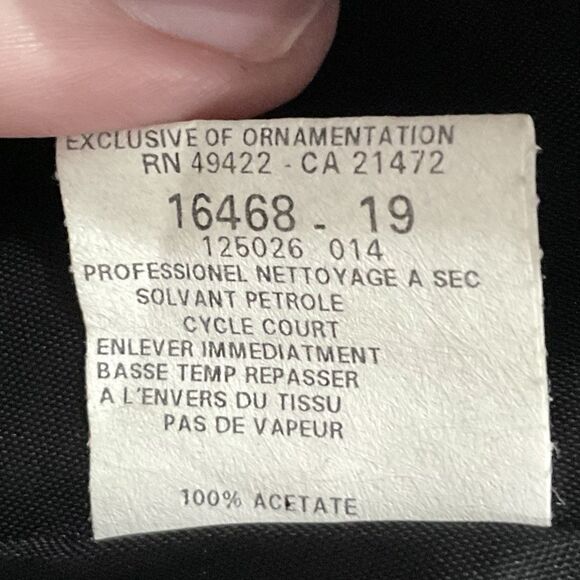 EXCLUSIVE OF ORNAMENTATION
RN 49422 - CA 21472
16468 - 19
125026 014
PROFESSIONEL NETTOYAGE A SEC
SOLVANT PETROLE
CYCLE COURT
ENLEVER IMMEDIATMENT
BASSE TEMP REPASSER
A L'ENVERS DU TISSU
PAS DE VAPEUR
100% ACETATE